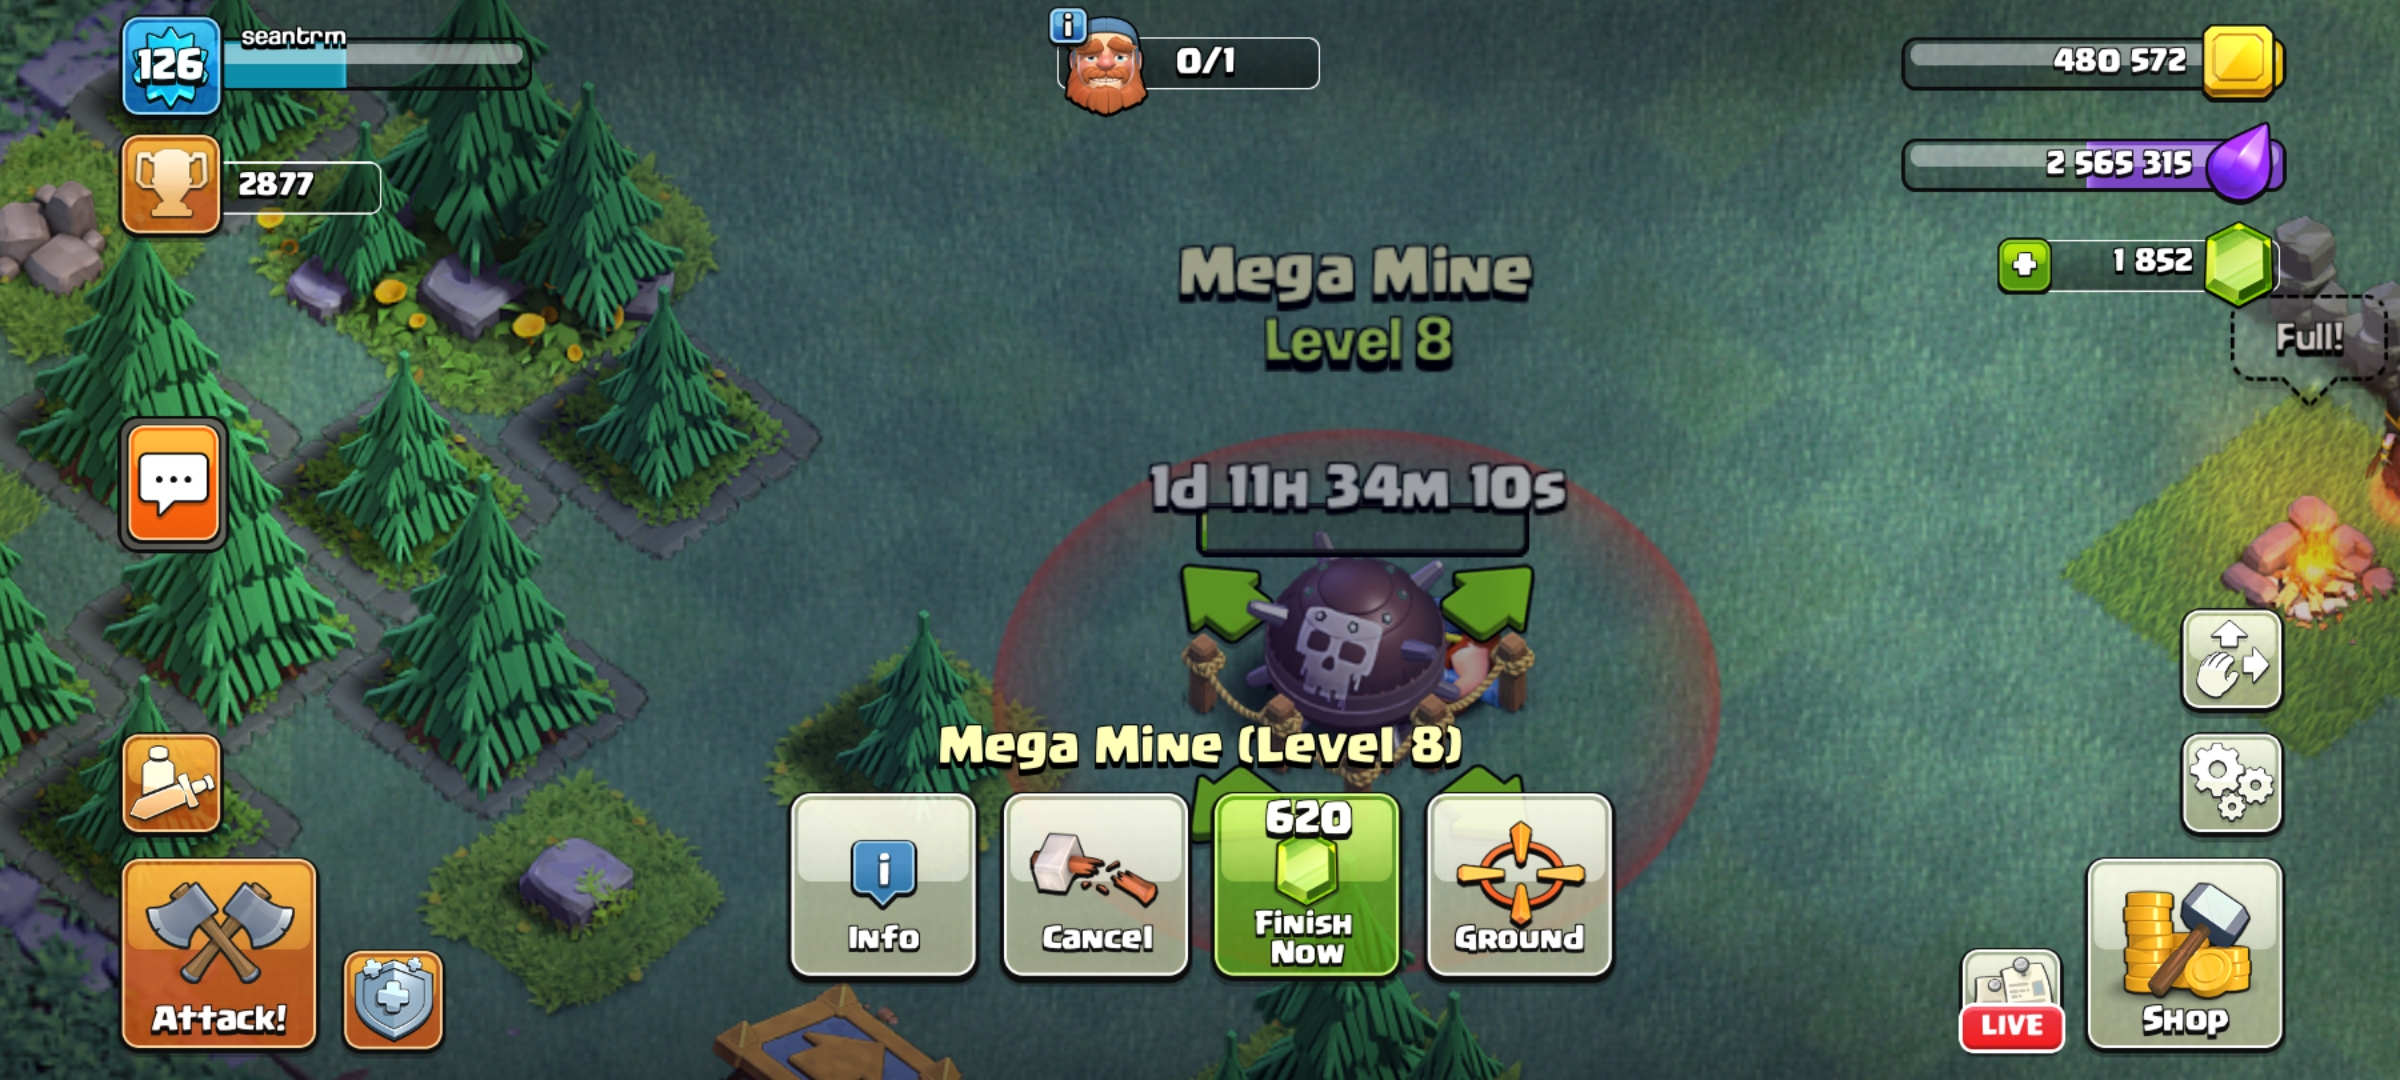 126
seantrm
0/1
480 572
2877
2 565 315
1 852
Mega Mine
Level 8
Full!
1d 11H 34M 10s
Mega Mine (Level 8)
620
Info
Cancel
Finish
Now
Ground
Attack!
LIVE
Shop